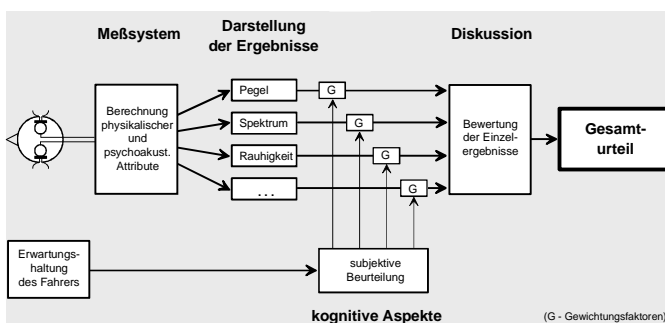 Meßsystem
Darstellung
der Ergebnisse
Diskussion
Berechnung
physikalischer
und
psychoakust.
Attribute
Pegel
G
Spektrum
G
Rauhigkeit
G
...
G
Bewertung
der Einzel-
ergebnisse
Gesamt-
urteil
Erwartungs-
haltung
des Fahrers
subjektive
Beurteilung
kognitive Aspekte
(G - Gewichtungsfaktoren)